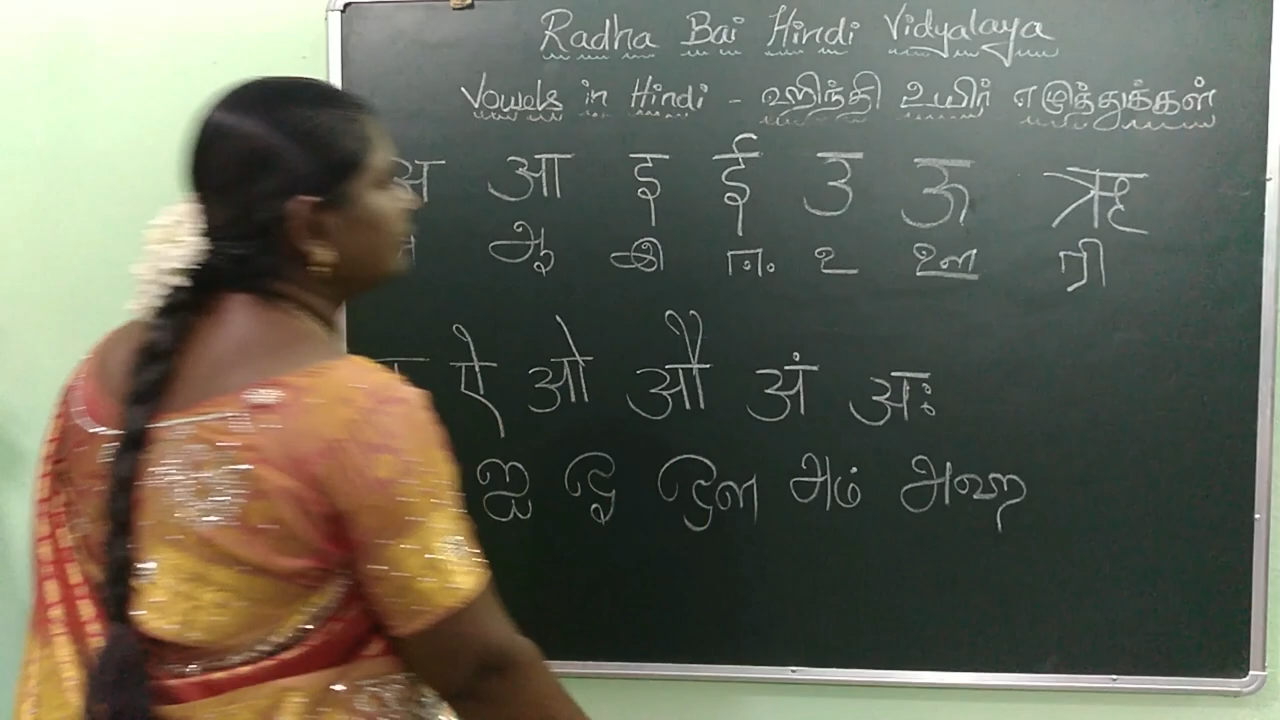 Radha Bai Hindi Vidyalaya
Vowels in Hindi - ஹிந்தி உயிர் எழுத்துக்கள்
अ आ इ ई उ ऊ ऋ
ஆ இ ஈ உ ஊ ரி
ऐ ओ औ अं अः
ஐ ஓ ஔ அம் அஹ